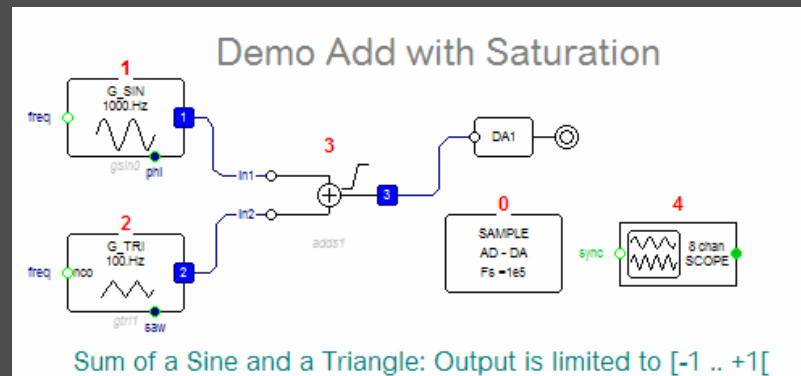 Demo Add with Saturation
1
G_SIN
1000.Hz
freq
1
gsin0
phi
2
G_TRI
100.Hz
freq
nco
2
gtri1
saw
3
In1
In2
3
adds1
DA1
0
SAMPLE
AD - DA
Fs =1e5
4
sync
8 chan
SCOPE
Sum of a Sine and a Triangle: Output is limited to [-1 .. +1[